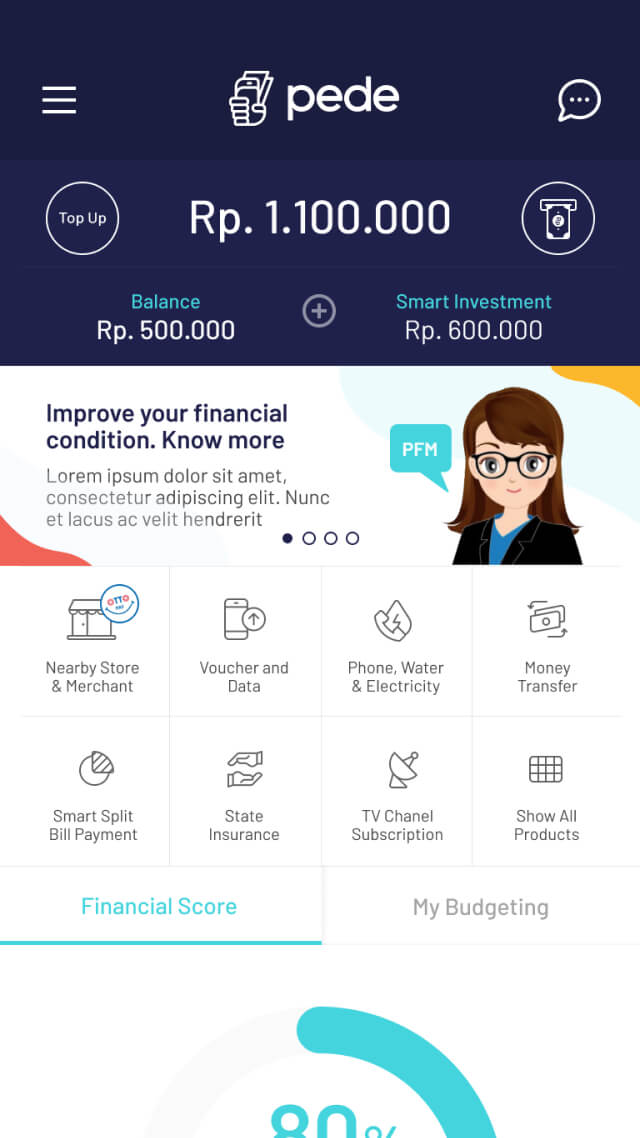 pede
Top Up
Rp. 1.100.000
Balance
Smart Investment
Rp. 500.000
Rp. 600.000
Improve your financial
condition. Know more
Lorem ipsum dolor sit amet,
consectetur adipiscing elit. Nunc
et lacus ac velit hendrerit
PFM
OTTO
PAY
Nearby Store
& Merchant
Voucher and
Data
Phone, Water
& Electricity
Money
Transfer
Smart Split
Bill Payment
State
Insurance
TV Chanel
Subscription
Show All
Products
Financial Score
My Budgeting
80%